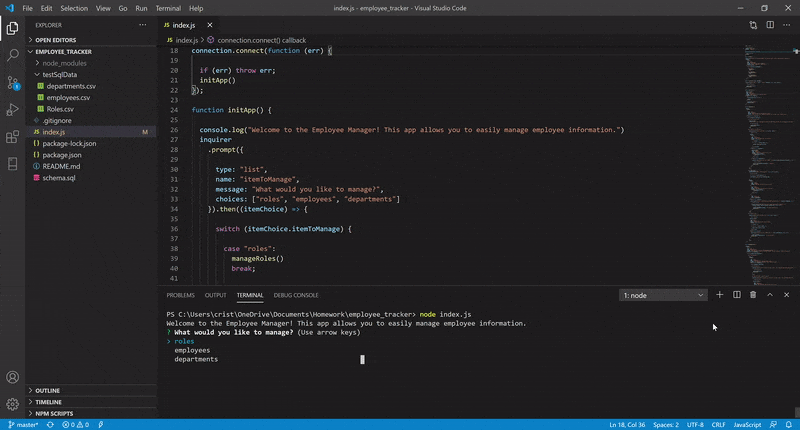 File Edit Selection View Go Run Terminal Help
index.js - employee_tracker - Visual Studio Code
EXPLORER
OPEN EDITORS
EMPLOYEE_TRACKER
node_modules
testSqlData
departments.csv
employees.csv
Roles.csv
.gitignore
JS index.js M
package-lock.json
package.json
README.md
schema.sql
OUTLINE
TIMELINE
NPM SCRIPTS
JS index.js
JS index.js > connection.connect() callback
18 connection.connect(function (err) {
19
20 if (err) throw err;
21 initApp()
22 });
23
24 function initApp() {
25
26 console.log("Welcome to the Employee Manager! This app allows you to easily manage employee information.")
27 inquirer
28 .prompt({
29
30 type: "list",
31 name: "itemToManage",
32 message: "What would you like to manage?",
33 choices: ["roles", "employees", "departments"]
34 }).then((itemChoice) => {
35
36 switch (itemChoice.itemToManage) {
37
38 case "roles":
39 manageRoles()
40 break;
41
PROBLEMS OUTPUT TERMINAL DEBUG CONSOLE
1: node
PS C:\Users\crist\OneDrive\Documents\Homework\employee_tracker> node index.js
Welcome to the Employee Manager! This app allows you to easily manage employee information.
? What would you like to manage? (Use arrow keys)
> roles
employees
departments
master* 0 0
Ln 18, Col 36 Spaces: 2 UTF-8 CRLF JavaScript